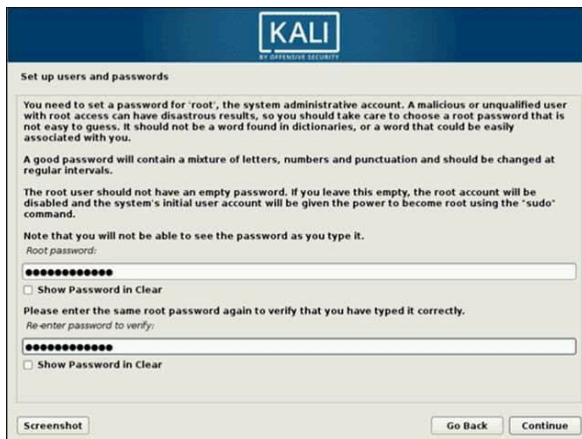 KALI
BY OFFENSIVE SECURITY
Set up users and passwords
You need to set a password for 'root', the system administrative account. A malicious or unqualified user
with root access can have disastrous results, so you should take care to choose a root password that is
not easy to guess. It should not be a word found in dictionaries, or a word that could be easily
associated with you.
A good password will contain a mixture of letters, numbers and punctuation and should be changed at
regular intervals.
The root user should not have an empty password. If you leave this empty, the root account will be
disabled and the system's initial user account will be given the power to become root using the "sudo"
command.
Note that you will not be able to see the password as you type it.
Root password:
●●●●●●●●●●●●
Show Password in Clear
Please enter the same root password again to verify that you have typed it correctly.
Re-enter password to verify:
●●●●●●●●●●●●
Show Password in Clear
Screenshot Go Back Continue